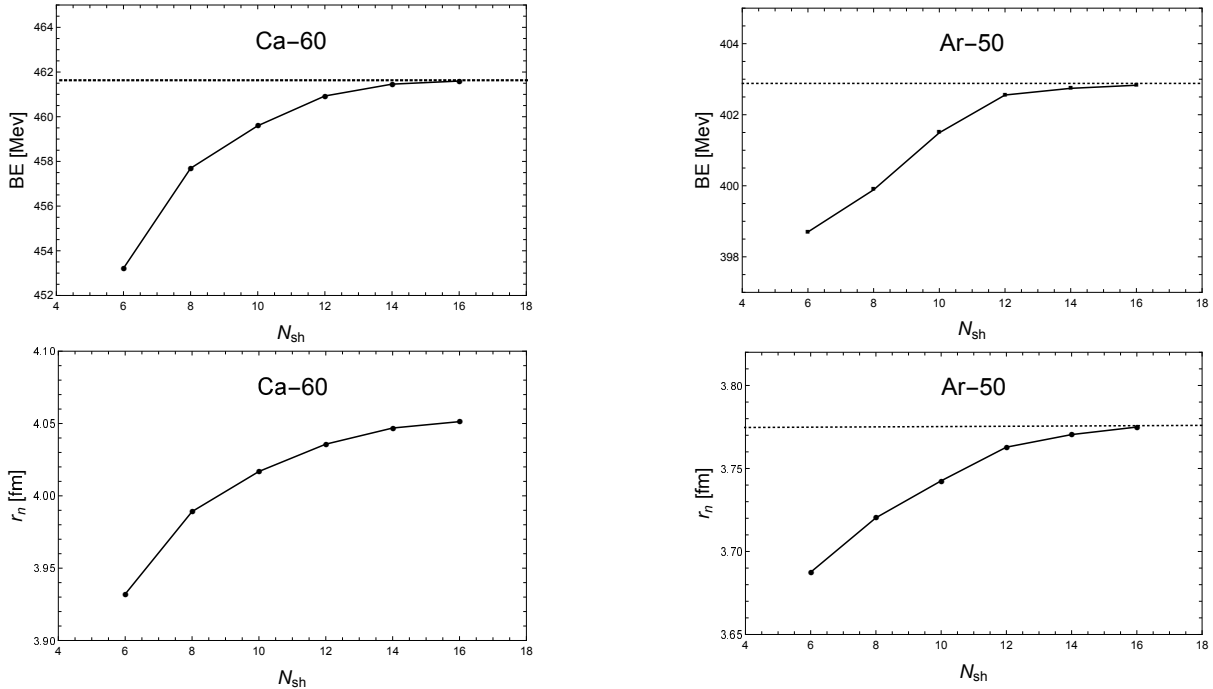 464
462
460
458
456
454
452
BE [Mev]
Ca–60
4 6 8 10 12 14 16 18
N_sh
404
402
400
398
BE [Mev]
Ar–50
4 6 8 10 12 14 16 18
N_sh
4.10
4.05
4.00
3.95
3.90
r_n [fm]
Ca–60
4 6 8 10 12 14 16 18
N_sh
3.80
3.75
3.70
3.65
r_n [fm]
Ar–50
4 6 8 10 12 14 16 18
N_sh